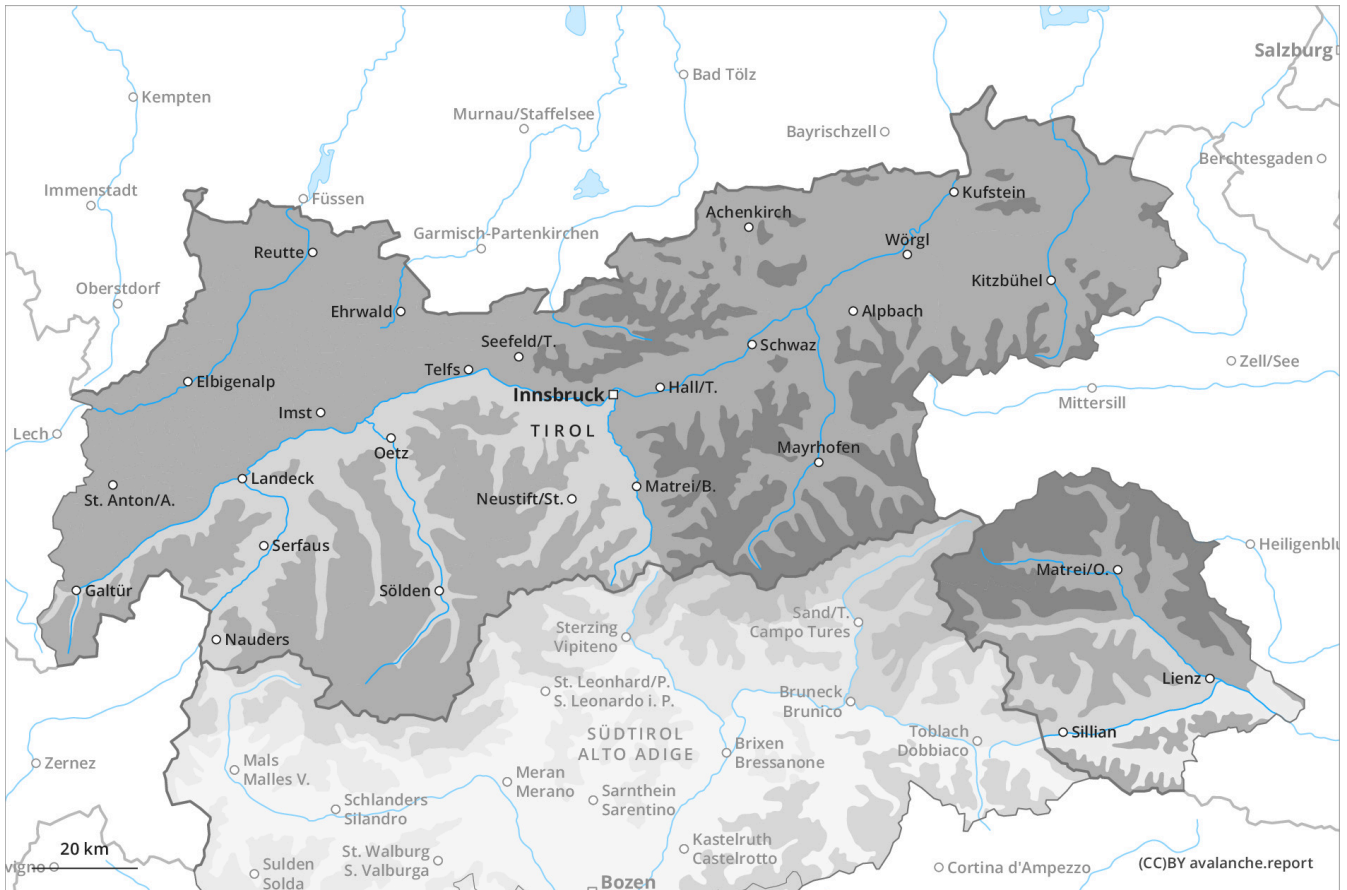 Salzburg
Bad Tölz
Kempten
Murnau/Staffelsee
Bayrischzell
Berchtesgaden
Immenstadt
Füssen
Kufstein
Achenkirch
Garmisch-Partenkirchen
Wörgl
Reutte
Kitzbühel
Oberstdorf
Ehrwald
Alpbach
Seefeld/T.
Schwaz
Zell/See
Telfs
Elbigenalp
Hall/T.
Innsbruck
Mittersill
Imst
Lech
TIROL
Oetz
Mayrhofen
Landeck
Matrei/B.
St. Anton/A.
Neustift/St.
Serfaus
Heiligenblu
Matrei/O.
Galtür
Sölden
Sand/T.
Campo Tures
Nauders
Sterzing
Vipiteno
Lienz
St. Leonhard/P.
S. Leonardo i. P.
Bruneck
Brunico
SÜDTIROL
ALTO ADIGE
Toblach
Dobbiaco
Sillian
Brixen
Bressanone
Zernez
Mals
Malles V.
Meran
Merano
Schlanders
Silandro
Sarnthein
Sarentino
20 km
St. Walburg
S. Valburga
Kastelruth
Castelrotto
vigno
Sulden
Solda
Cortina d'Ampezzo
(CC)BY avalanche.report
Bozen